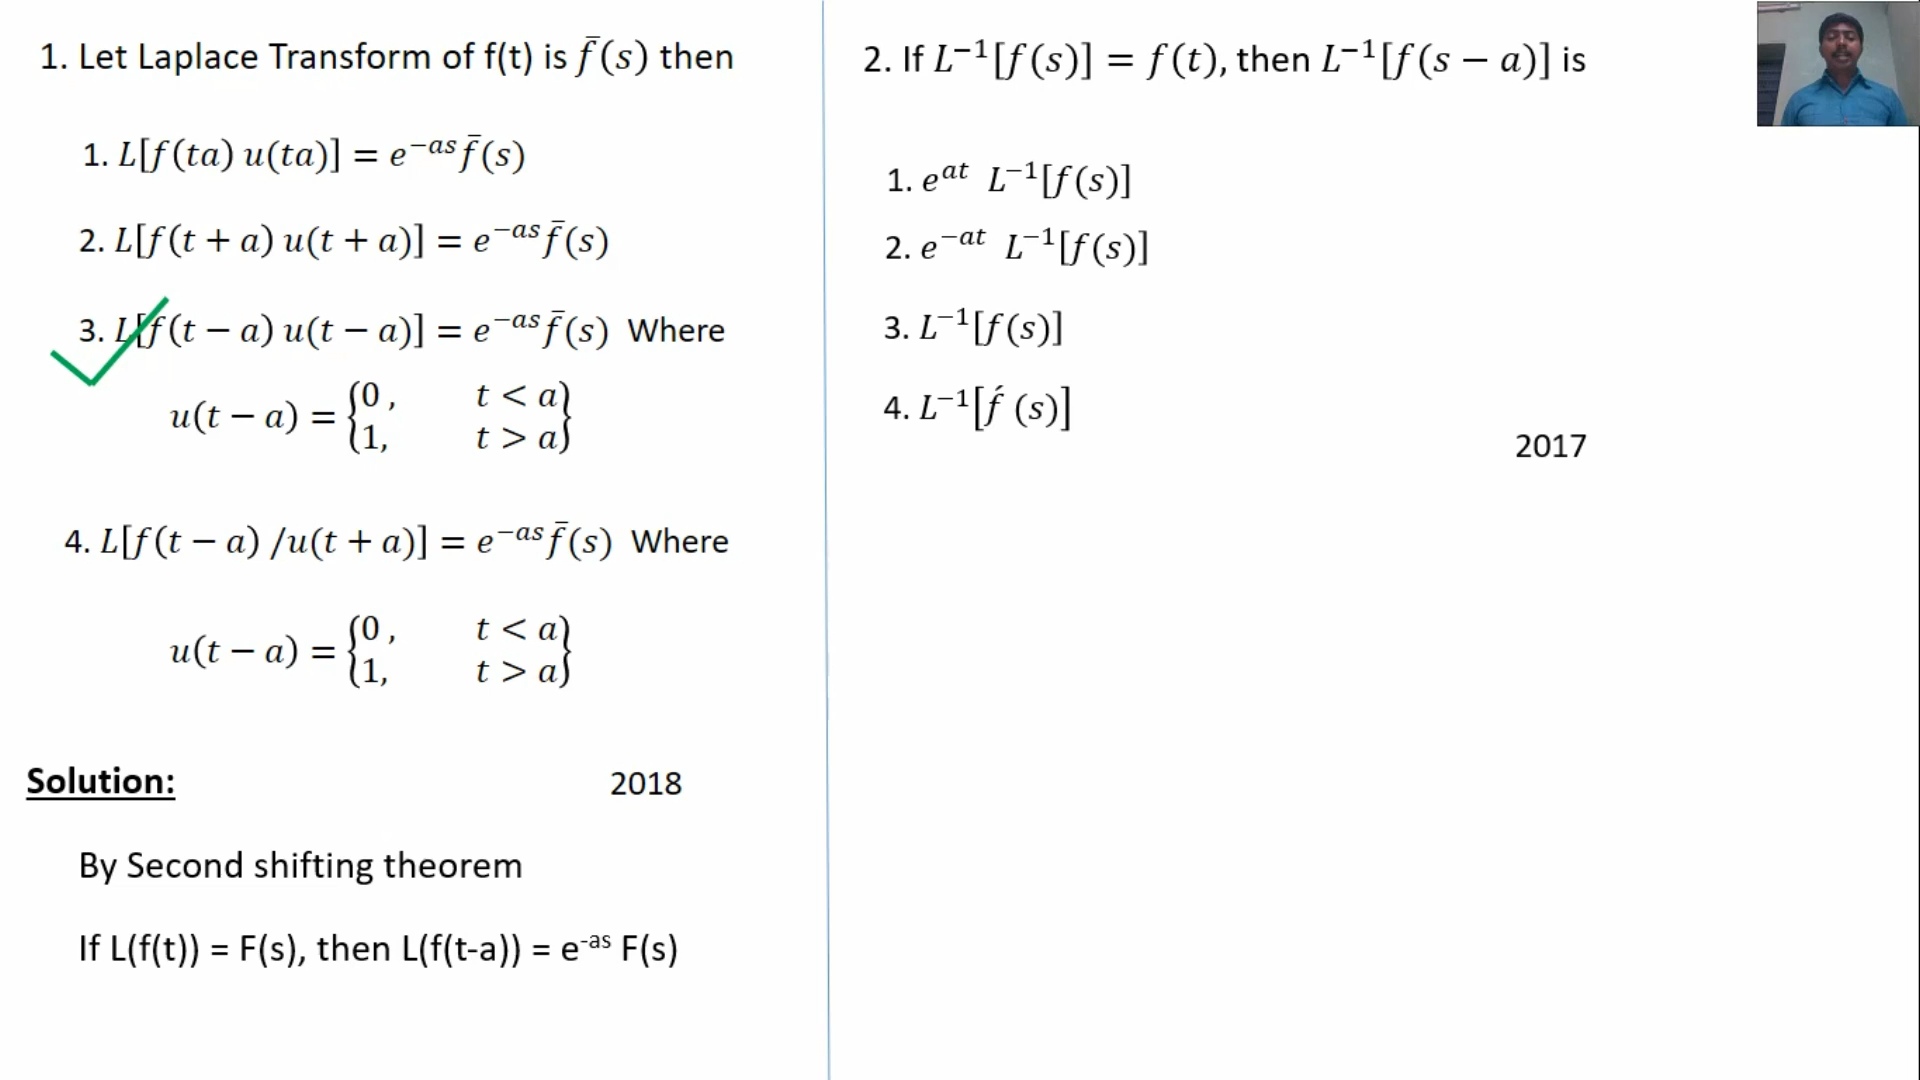 1. Let Laplace Transform of f(t) is f̄(s) then
1. L[f(ta) u(ta)] = e^{-as} f̄(s)
2. L[f(t + a) u(t + a)] = e^{-as} f̄(s)
3. L[f(t − a) u(t − a)] = e^{-as} f̄(s) Where
u(t − a) = {0 , t < a
1, t > a}
4. L[f(t − a) /u(t + a)] = e^{-as} f̄(s) Where
u(t − a) = {0 , t < a
1, t > a}
Solution: 2018
By Second shifting theorem
If L(f(t)) = F(s), then L(f(t-a)) = e^{-as} F(s)
2. If L^{−1}[f(s)] = f(t), then L^{−1}[f(s − a)] is
1. e^{at} L^{−1}[f(s)]
2. e^{−at} L^{−1}[f(s)]
3. L^{−1}[f(s)]
4. L^{−1}[f́ (s)]
2017